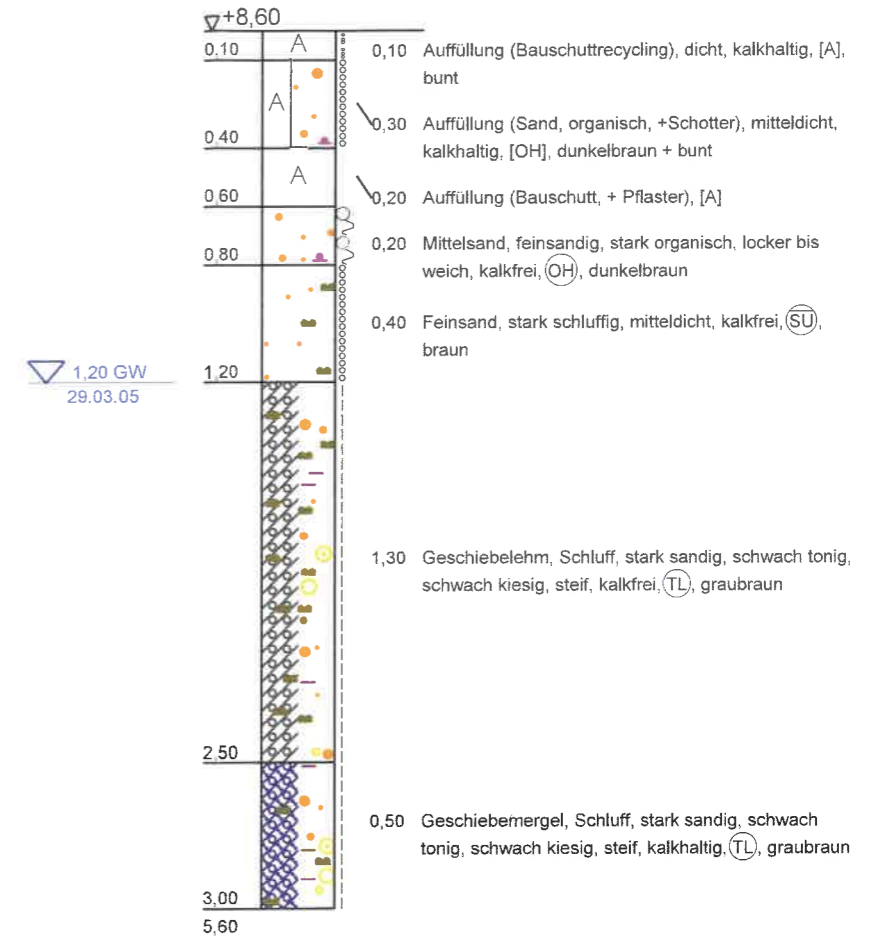 +8,60
A
0,10
0,10 Auffüllung (Bauschuttrecycling), dicht, kalkhaltig, [A],
bunt
A
0,40
0,30 Auffüllung (Sand, organisch, +Schotter), mitteldicht,
kalkhaltig, [OH], dunkelbraun + bunt
A
0,60
0,20 Auffüllung (Bauschutt, + Pflaster), [A]
0,80
0,20 Mittelsand, feinsandig, stark organisch, locker bis
weich, kalkfrei, OH, dunkelbraun
0,40 Feinsand, stark schluffig, mitteldicht, kalkfrei, S̅U̅,
braun
1,20 GW
29.03.05
1,20
1,30 Geschiebelehm, Schluff, stark sandig, schwach tonig,
schwach kiesig, steif, kalkfrei, TL, graubraun
2,50
0,50 Geschiebemergel, Schluff, stark sandig, schwach
tonig, schwach kiesig, steif, kalkhaltig, TL, graubraun
3,00
5,60